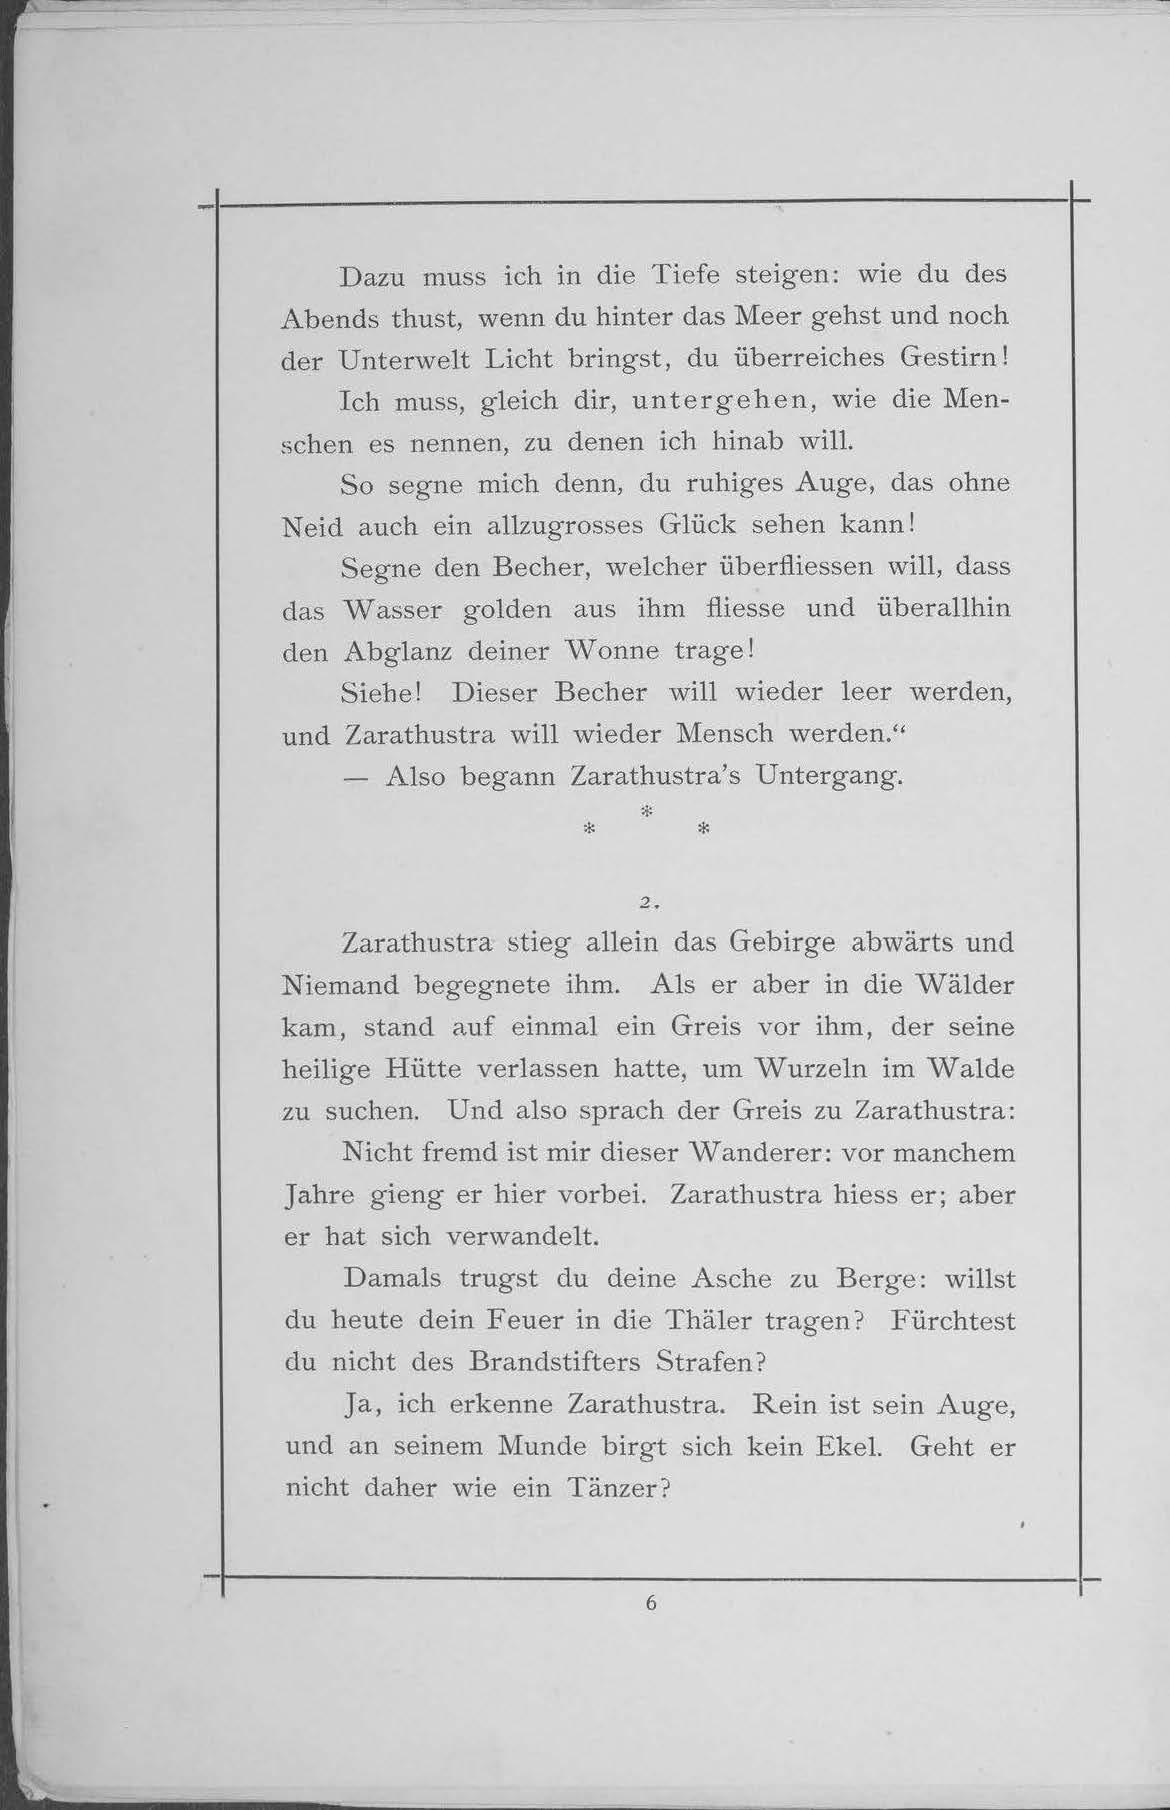 Dazu muss ich in die Tiefe steigen: wie du des
Abends thust, wenn du hinter das Meer gehst und noch
der Unterwelt Licht bringst, du überreiches Gestirn!
Ich muss, gleich dir, untergehen, wie die Men-
schen es nennen, zu denen ich hinab will.
So segne mich denn, du ruhiges Auge, das ohne
Neid auch ein allzugrosses Glück sehen kann!
Segne den Becher, welcher überfliessen will, dass
das Wasser golden aus ihm fliesse und überallhin
den Abglanz deiner Wonne trage!
Siehe! Dieser Becher will wieder leer werden,
und Zarathustra will wieder Mensch werden.“
— Also begann Zarathustra’s Untergang.
*
* *
2.
Zarathustra stieg allein das Gebirge abwärts und
Niemand begegnete ihm. Als er aber in die Wälder
kam, stand auf einmal ein Greis vor ihm, der seine
heilige Hütte verlassen hatte, um Wurzeln im Walde
zu suchen. Und also sprach der Greis zu Zarathustra:
Nicht fremd ist mir dieser Wanderer: vor manchem
Jahre gieng er hier vorbei. Zarathustra hiess er; aber
er hat sich verwandelt.
Damals trugst du deine Asche zu Berge: willst
du heute dein Feuer in die Thäler tragen? Fürchtest
du nicht des Brandstifters Strafen?
Ja, ich erkenne Zarathustra. Rein ist sein Auge,
und an seinem Munde birgt sich kein Ekel. Geht er
nicht daher wie ein Tänzer?
6